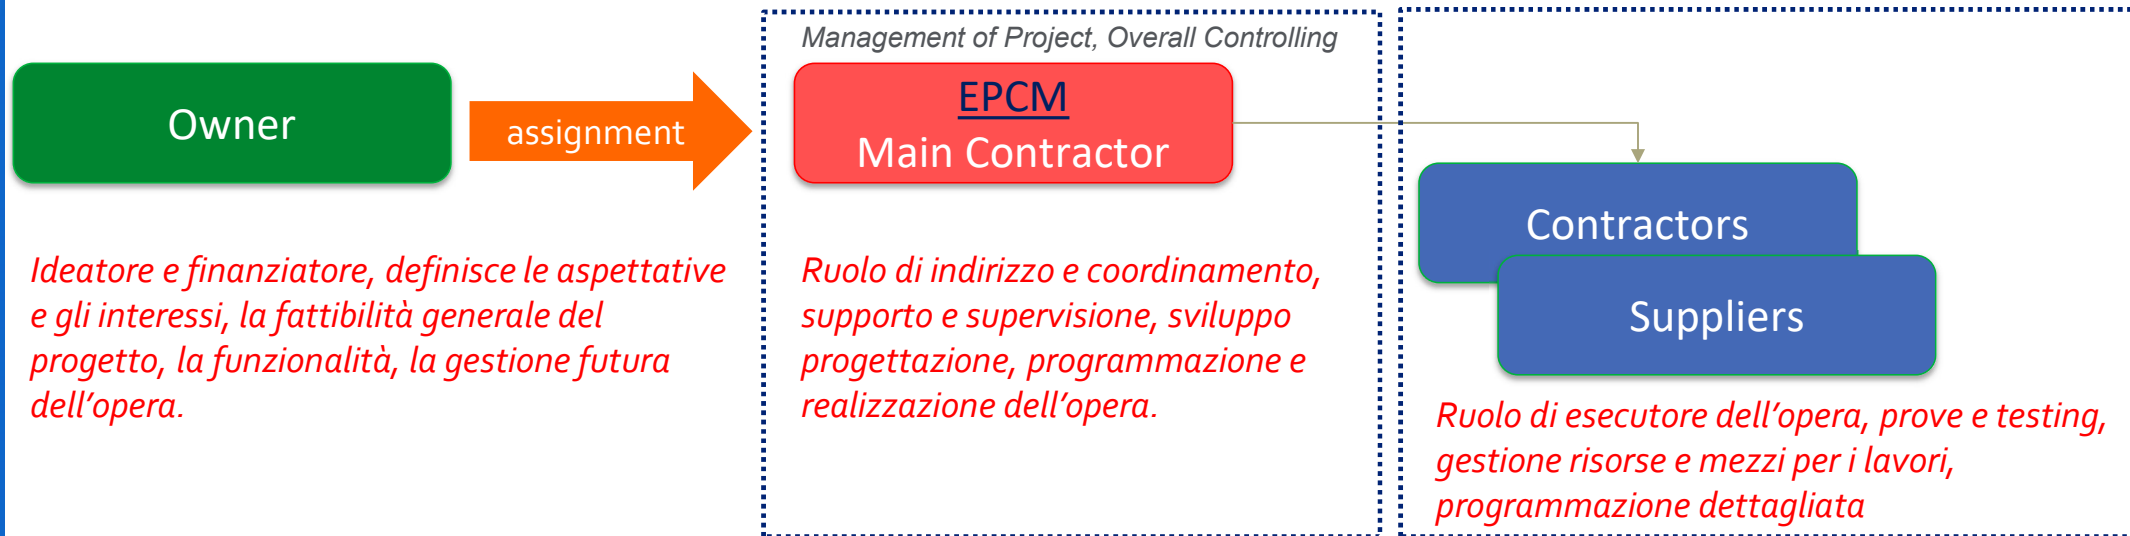 Management of Project, Overall Controlling
Owner
assignment
EPCM
Main Contractor
Contractors
Suppliers
Ideatore e finanziatore, definisce le aspettative
e gli interessi, la fattibilità generale del
progetto, la funzionalità, la gestione futura
dell’opera.
Ruolo di indirizzo e coordinamento,
supporto e supervisione, sviluppo
progettazione, programmazione e
realizzazione dell’opera.
Ruolo di esecutore dell’opera, prove e testing,
gestione risorse e mezzi per i lavori,
programmazione dettagliata